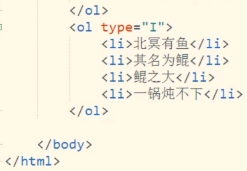 </ol>
<ol type="I">
<li>北冥有鱼</li>
<li>其名为鲲</li>
<li>鲲之大</li>
<li>一锅炖不下</li>
</ol>
</body>
</html>